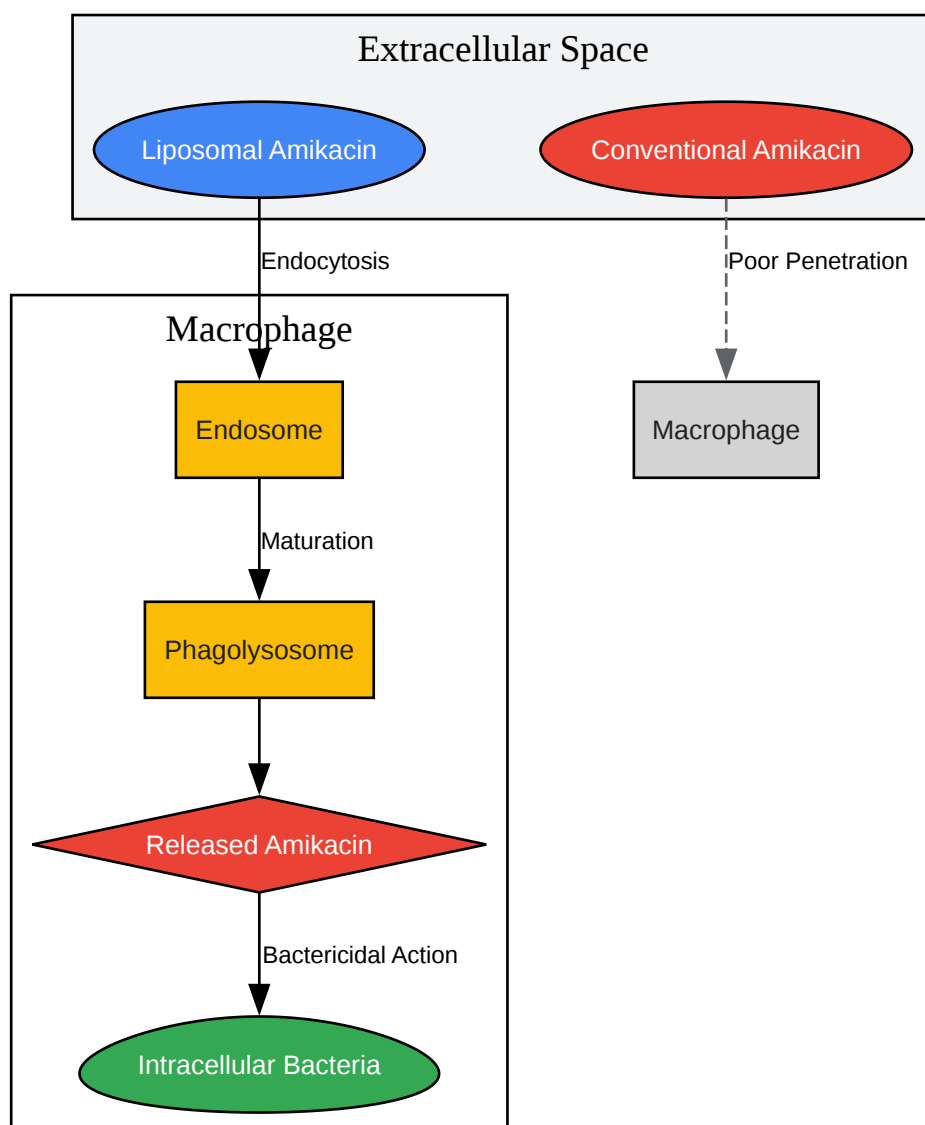 Extracellular Space
Liposomal Amikacin
Conventional Amikacin
Endocytosis
Poor Penetration
Macrophage
Endosome
Macrophage
Maturation
Phagolysosome
Released Amikacin
Bactericidal Action
Intracellular Bacteria